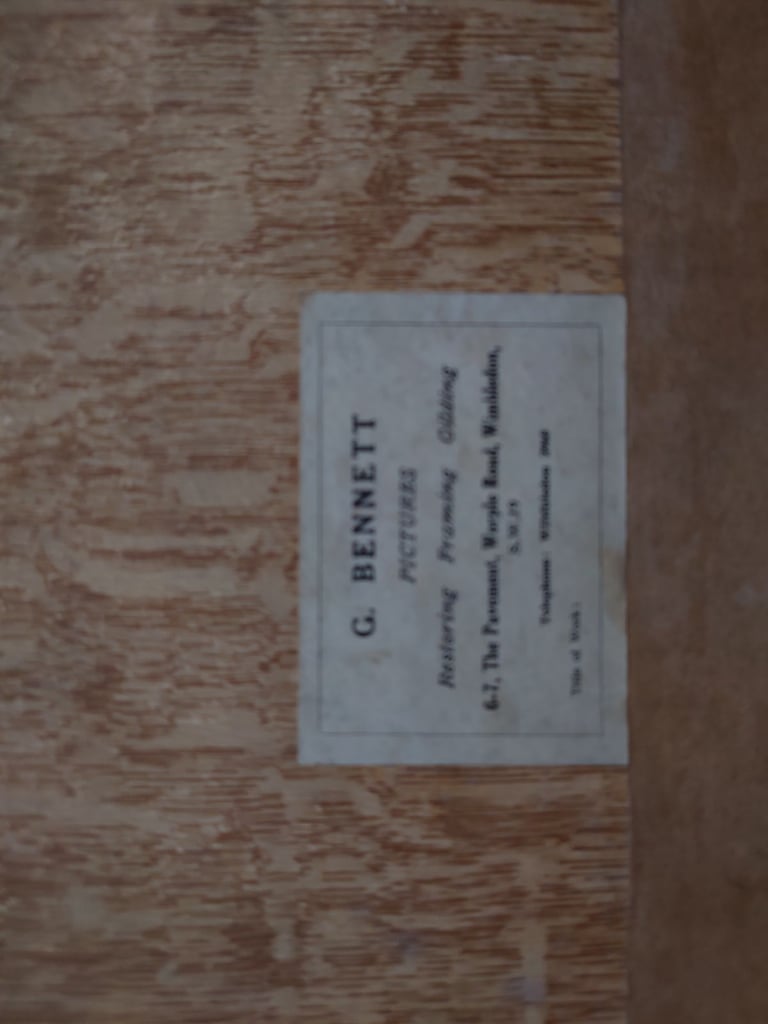 G. BENNETT
PICTURES
Restoring Framing Gilding
6-7, The Pavement, Worple Road, Wimbledon,
S.W.19
Telephone: Wimbledon
Title of Work: